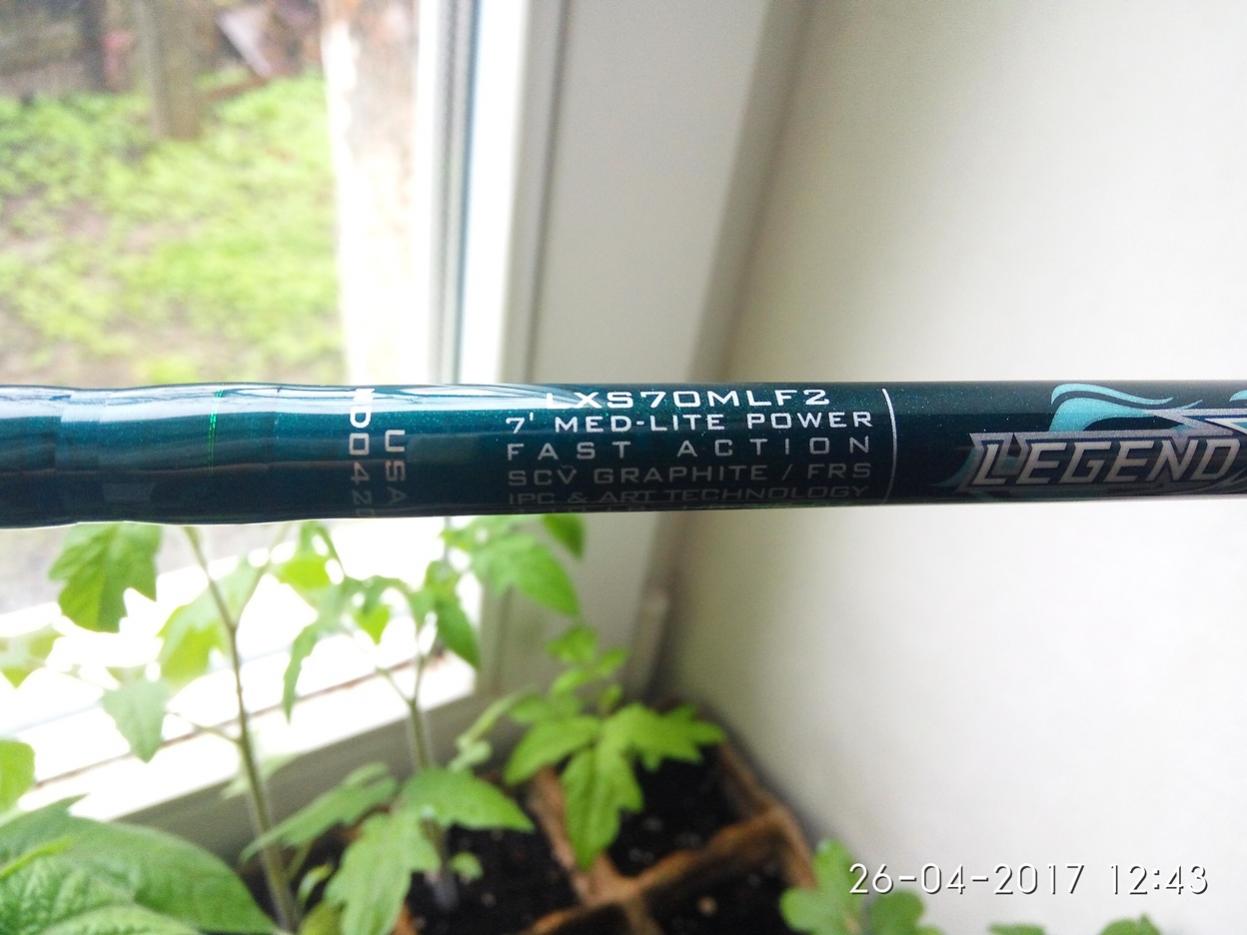 LXS70MLF2
7' MED-LITE POWER
FAST ACTION
SCV GRAPHITE / FRS
IPC & ART TECHNOLOGY
USA
LEGEND
26-04-2017 12:43